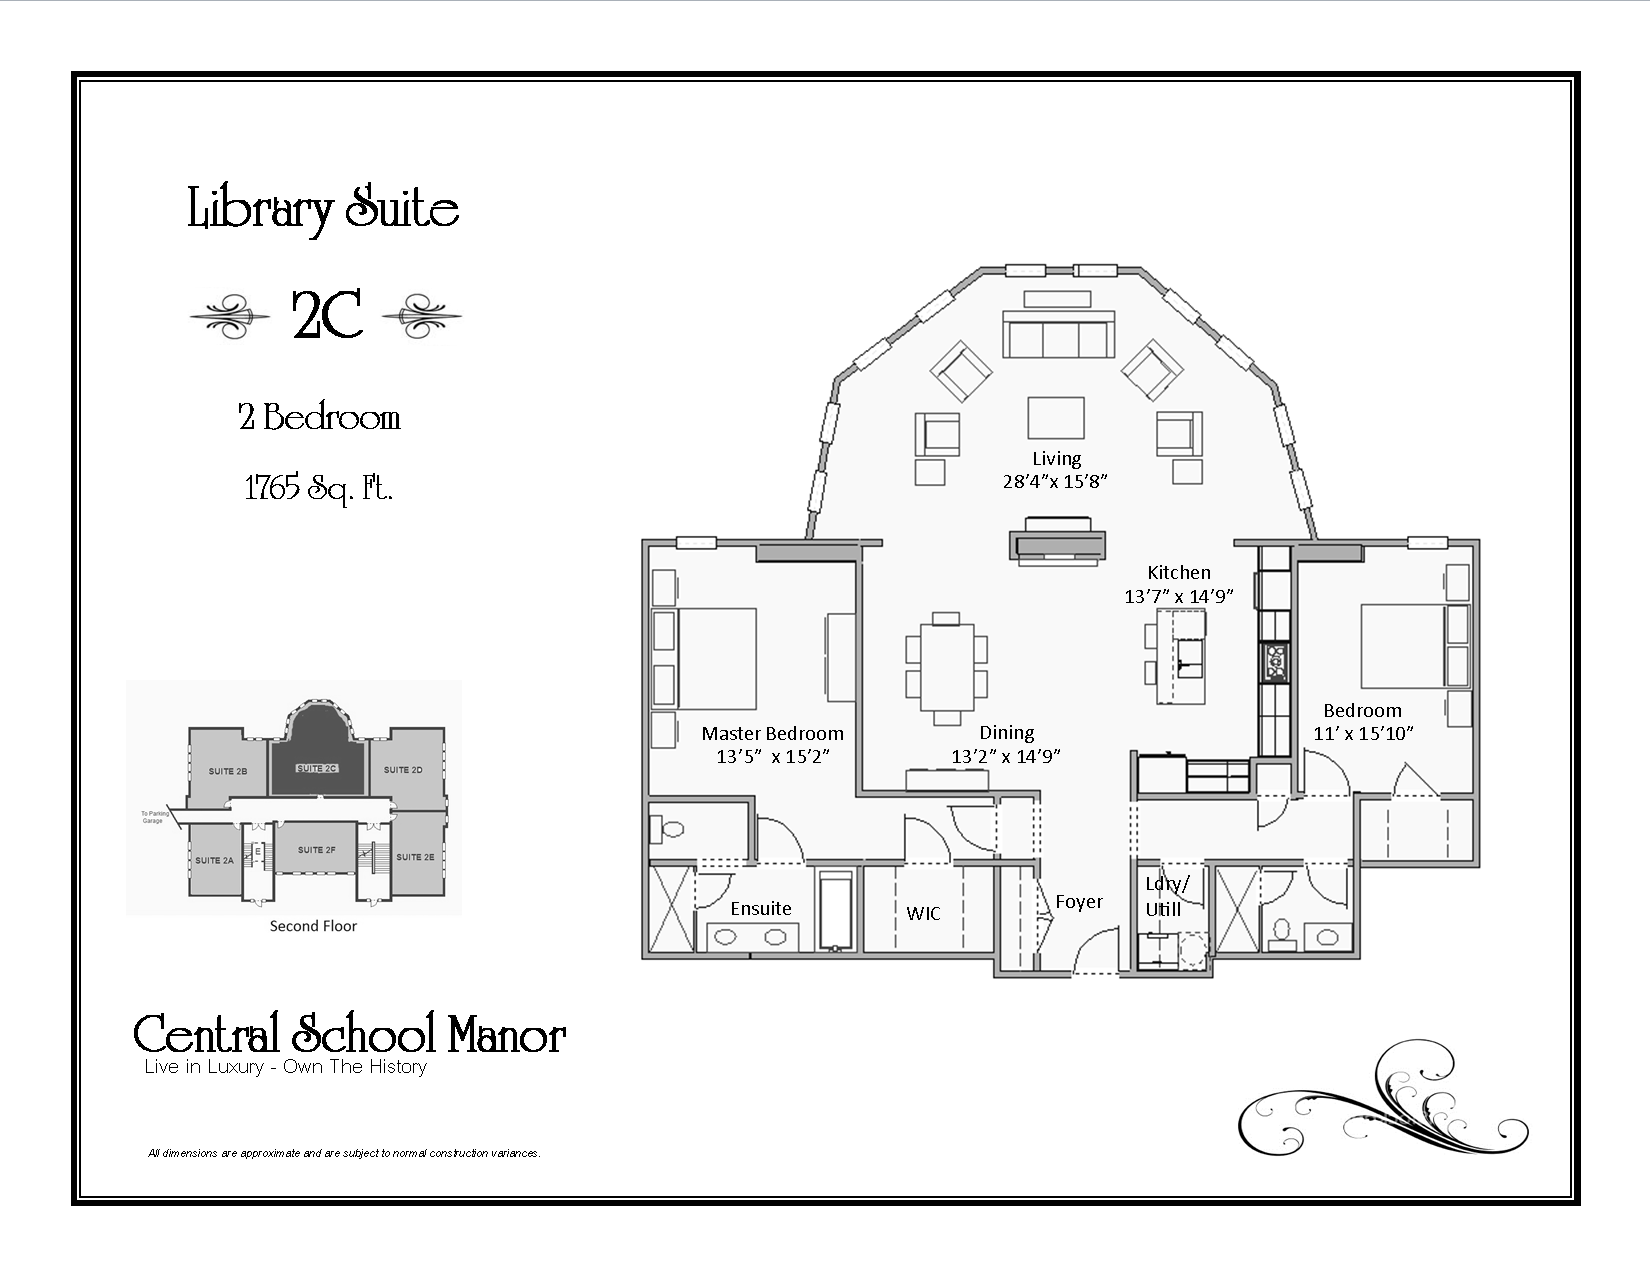 Library Suite
2C
2 Bedroom
1765 Sq. Ft.
Living
28’4”x 15’8”
Kitchen
13’7” x 14’9”
Master Bedroom
13’5”  x 15’2”
Dining
13’2” x 14’9”
Bedroom
11’ x 15’10”
Ensuite
WIC
Foyer
Ldry/
Utill
SUITE 2B
SUITE 2C
SUITE 2D
To Parking
Garage
SUITE 2A
E
SUITE 2F
SUITE 2E
Second Floor
Central School Manor
Live in Luxury - Own The History
All dimensions are approximate and are subject to normal construction variances.